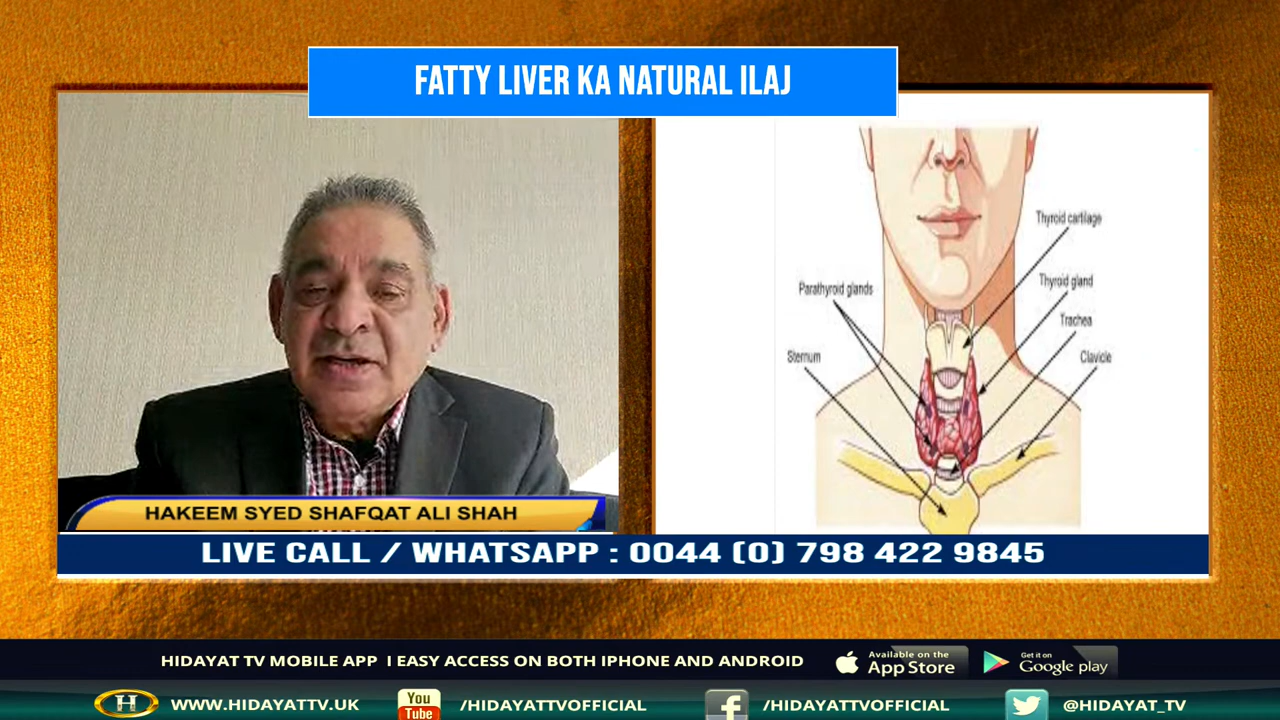 FATTY LIVER KA NATURAL ILAJ
Thyroid cartilage
Thyroid gland
Parathyroid glands
Trachea
Sternum
Clavicle
HAKEEM SYED SHAFQAT ALI SHAH
LIVE CALL / WHATSAPP : 0044 (0) 798 422 9845
HIDAYAT TV MOBILE APP I EASY ACCESS ON BOTH IPHONE AND ANDROID
Available on the
App Store
Get it on
Google play
H
WWW.HIDAYATTV.UK
You
Tube
/HIDAYATTVOFFICIAL
f
/HIDAYATTVOFFICIAL
@HIDAYAT_TV